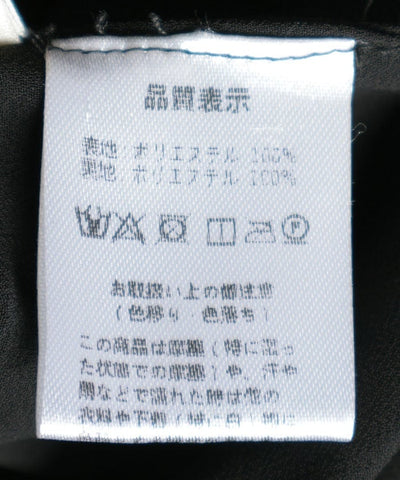 品質表示
表地:ポリエステル 100%
裏地:ポリエステル 100%
お取扱い上の御注意
(色移り・色落ち)
この商品は摩擦(特に湿っ
た状態での摩擦)や、汗や
雨などで濡れた時は他の
衣料や下着(特に白)物に